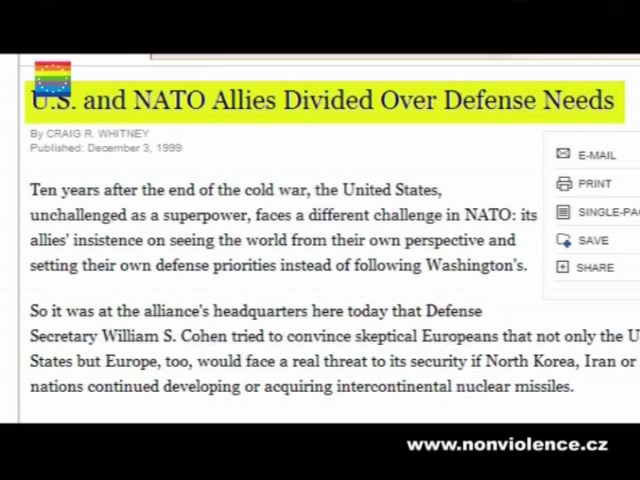 U.S. and NATO Allies Divided Over Defense Needs
By CRAIG R. WHITNEY
Published: December 3, 1999
E-MAIL
PRINT
SINGLE-PA
SAVE
SHARE
Ten years after the end of the cold war, the United States,
unchallenged as a superpower, faces a different challenge in NATO: its
allies' insistence on seeing the world from their own perspective and
setting their own defense priorities instead of following Washington's.
So it was at the alliance's headquarters here today that Defense
Secretary William S. Cohen tried to convince skeptical Europeans that not only the U
States but Europe, too, would face a real threat to its security if North Korea, Iran or
nations continued developing or acquiring intercontinental nuclear missiles.
www.nonviolence.cz